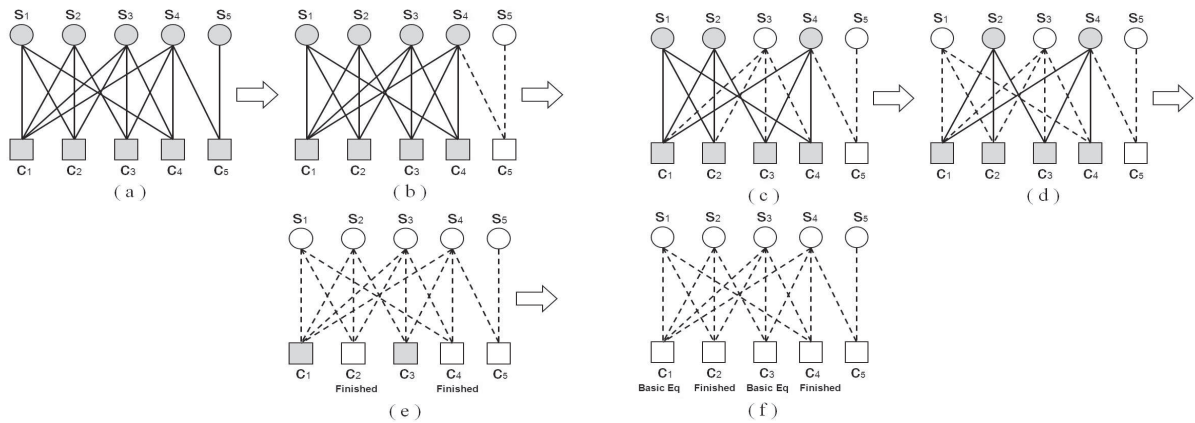 S1 S2 S3 S4 S5
C1 C2 C3 C4 C5
( a )
S1 S2 S3 S4 S5
C1 C2 C3 C4 C5
( b )
S1 S2 S3 S4 S5
C1 C2 C3 C4 C5
( c )
S1 S2 S3 S4 S5
C1 C2 C3 C4 C5
( d )
S1 S2 S3 S4 S5
C1 C2 C3 C4 C5
Finished Finished
( e )
S1 S2 S3 S4 S5
C1 C2 C3 C4 C5
Basic Eq Finished Basic Eq Finished
( f )